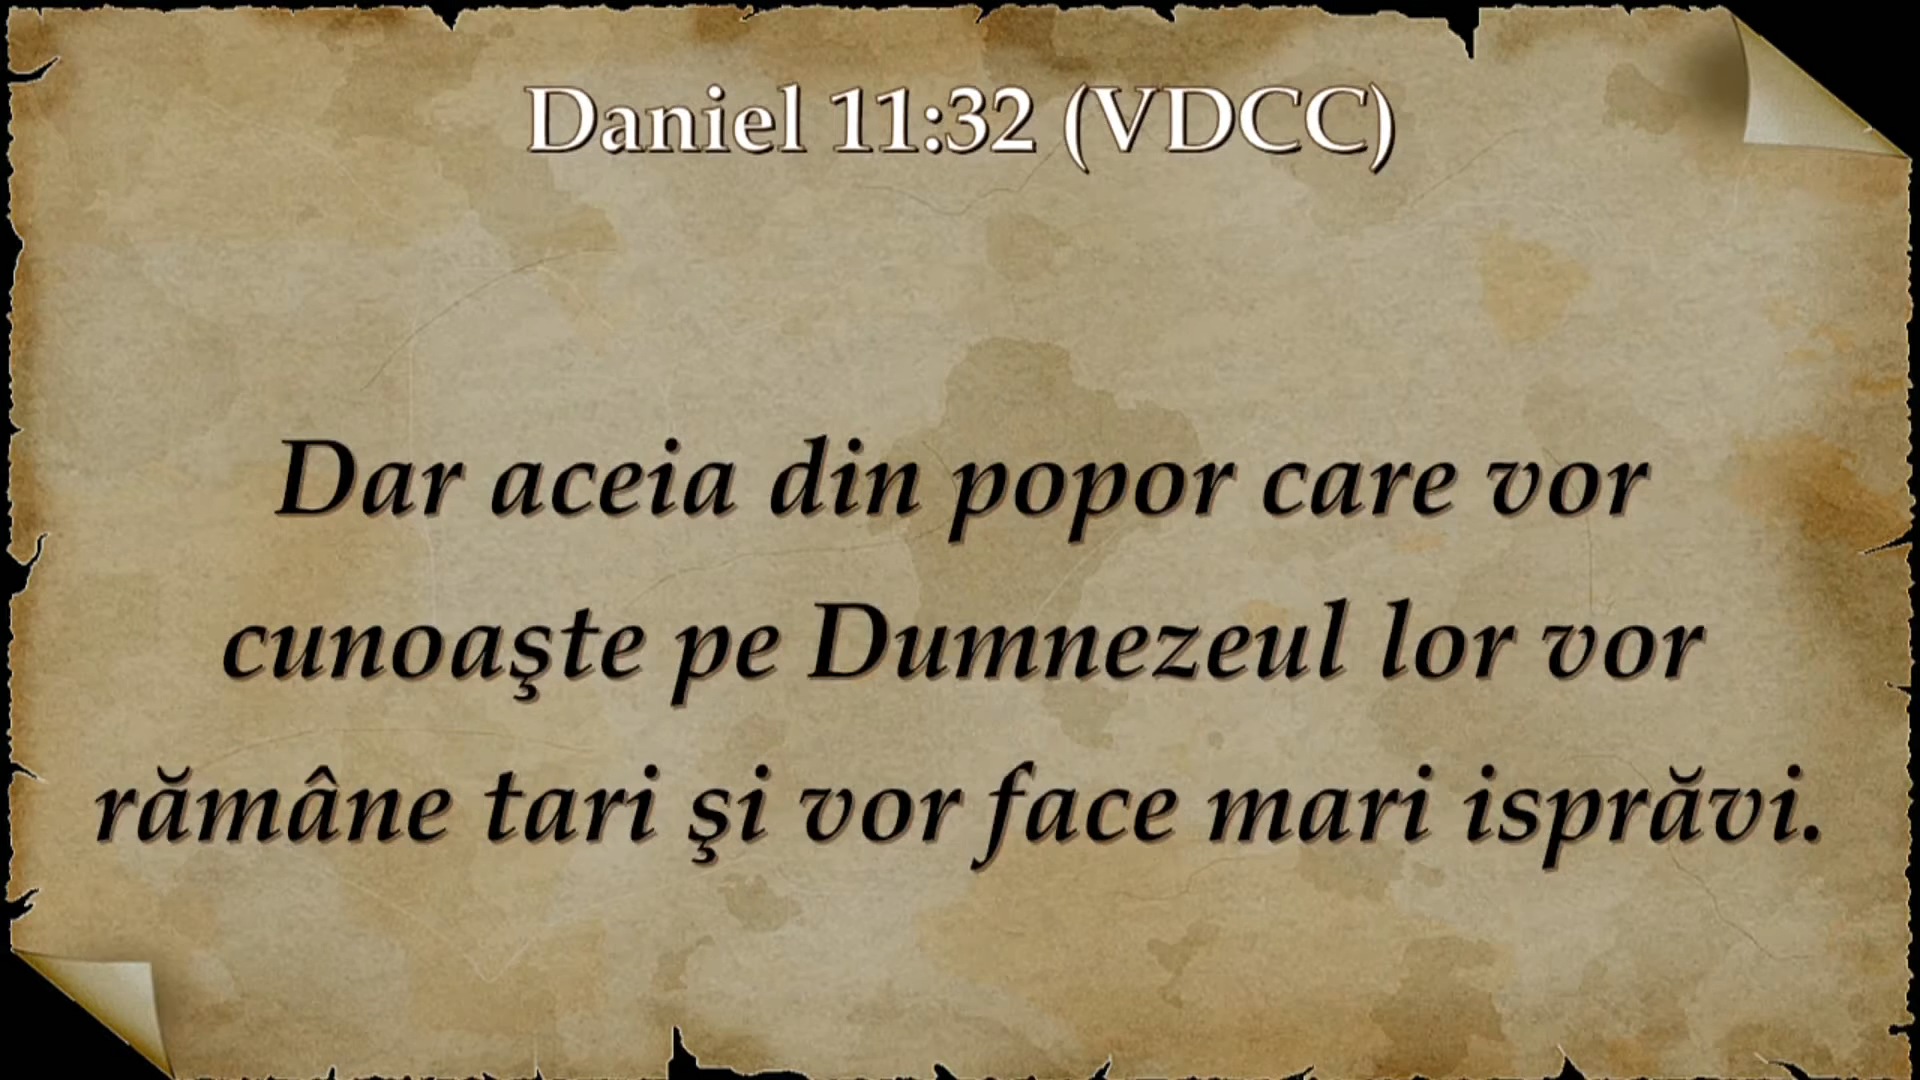 Daniel 11:32 (VDCC)
Dar aceia din popor care vor
cunoaşte pe Dumnezeul lor vor
rămâne tari şi vor face mari isprăvi.